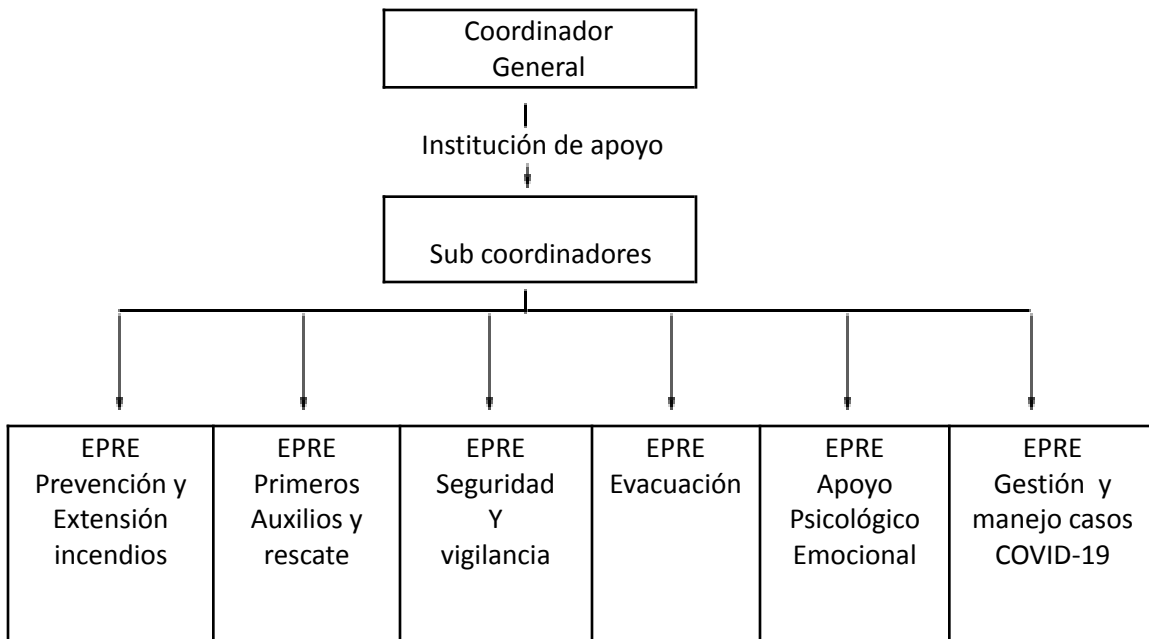 Coordinador
General
Institución de apoyo
Sub coordinadores
EPRE
Prevención y
Extensión
incendios
EPRE
Primeros
Auxilios y
rescate
EPRE
Seguridad
Y
vigilancia
EPRE
Evacuación
EPRE
Apoyo
Psicológico
Emocional
EPRE
Gestión y
manejo casos
COVID-19